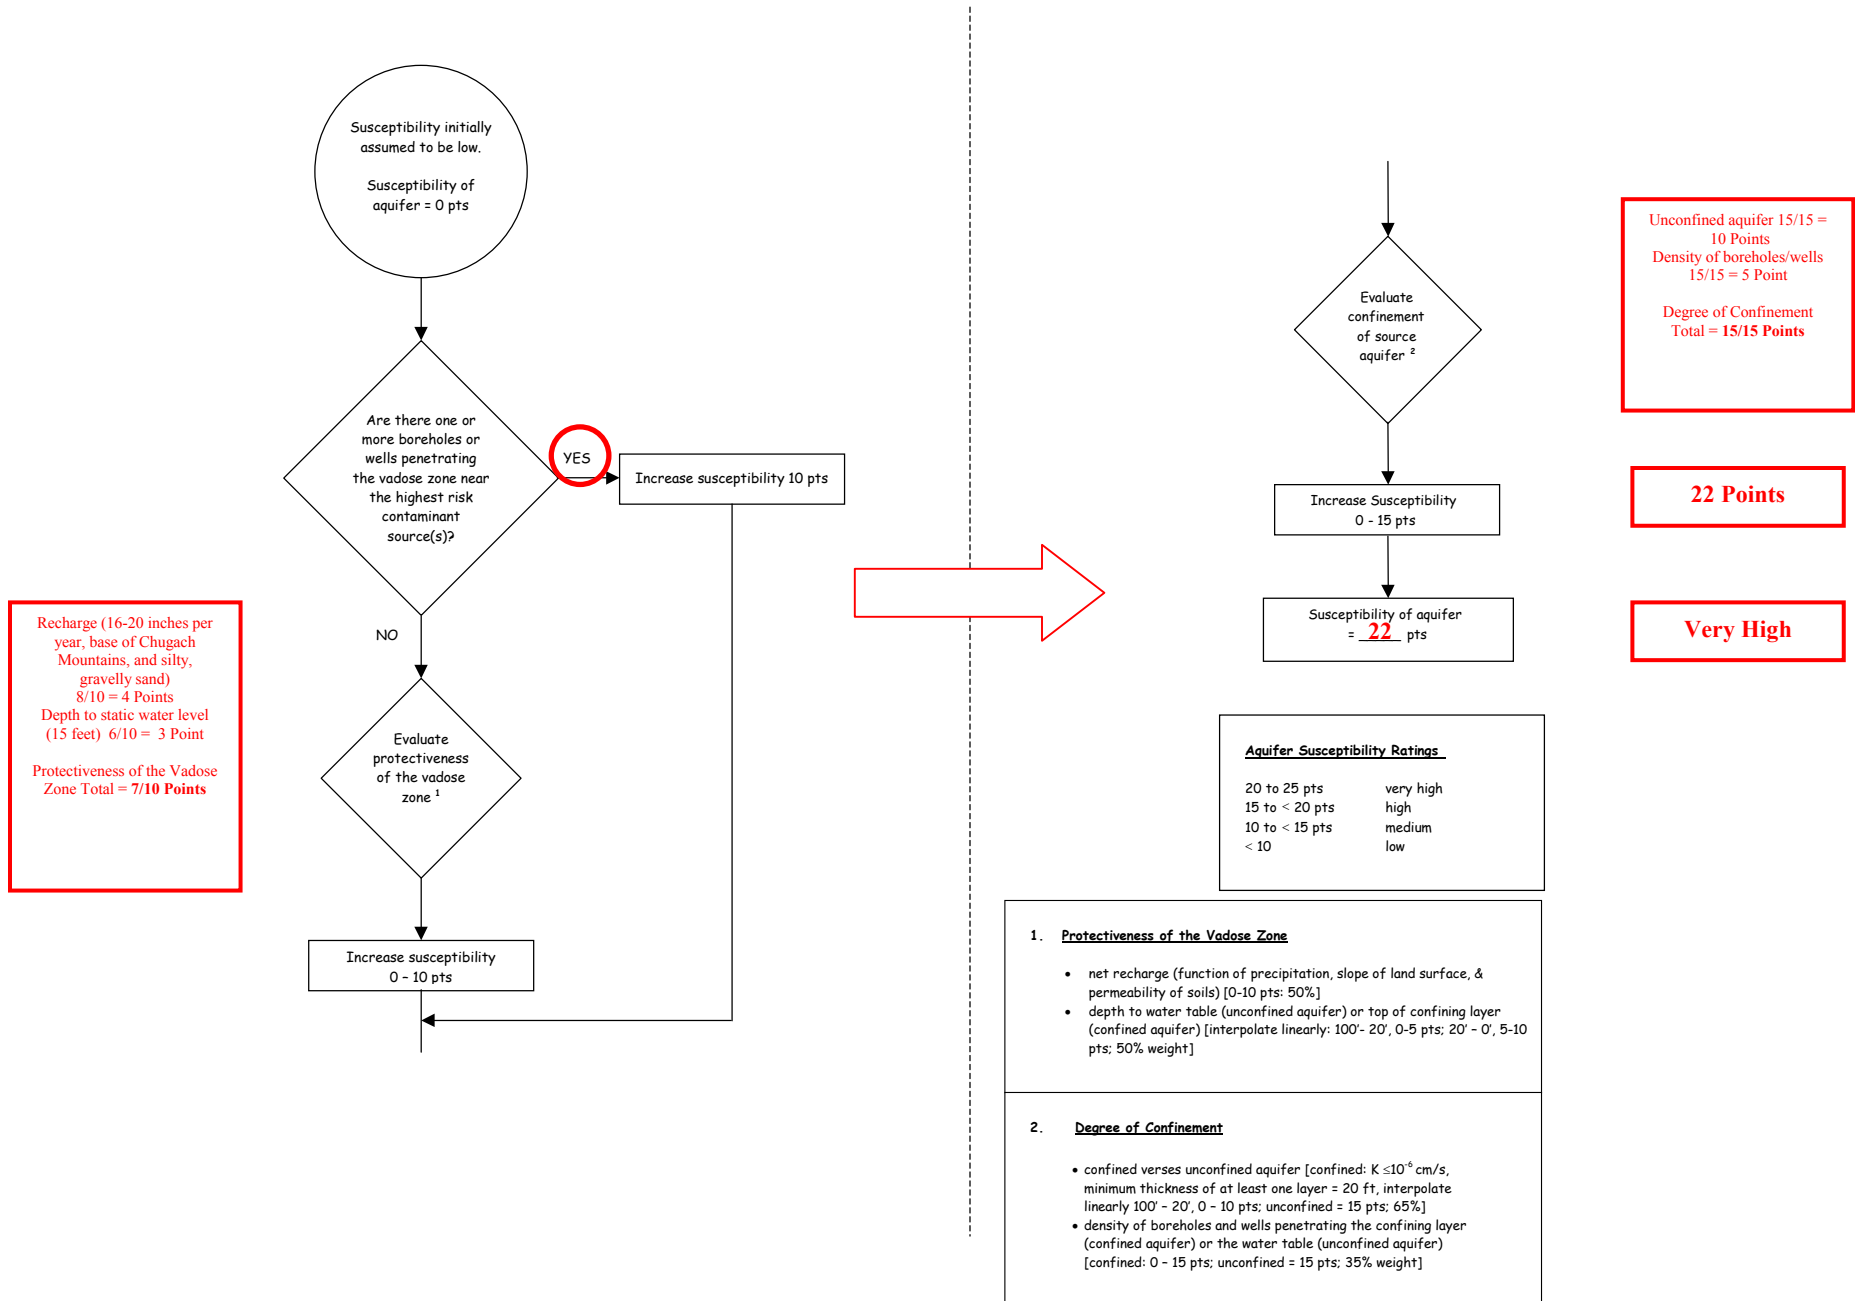 Susceptibility initially
assumed to be low.
Susceptibility of
aquifer = 0 pts
Are there one or
more boreholes or
wells penetrating
the vadose zone near
the highest risk
contaminant
source(s)?
YES
Increase susceptibility 10 pts
NO
Recharge (16-20 inches per
year, base of Chugach
Mountains, and silty,
gravelly sand)
8/10 = 4 Points
Depth to static water level
(15 feet) 6/10 = 3 Point
Protectiveness of the Vadose
Zone Total = 7/10 Points
Evaluate
protectiveness
of the vadose
zone 1
Increase susceptibility
0 – 10 pts
Evaluate
confinement
of source
aquifer 2
Unconfined aquifer 15/15 =
10 Points
Density of boreholes/wells
15/15 = 5 Point
Degree of Confinement
Total = 15/15 Points
Increase Susceptibility
0 - 15 pts
22 Points
Susceptibility of aquifer
= 22 pts
Very High
Aquifer Susceptibility Ratings
20 to 25 pts very high
15 to < 20 pts high
10 to < 15 pts medium
< 10 low
1. Protectiveness of the Vadose Zone
• net recharge (function of precipitation, slope of land surface, &
permeability of soils) [0-10 pts: 50%]
• depth to water table (unconfined aquifer) or top of confining layer
(confined aquifer) [interpolate linearly: 100'- 20', 0-5 pts; 20' – 0', 5-10
pts; 50% weight]
2. Degree of Confinement
• confined verses unconfined aquifer [confined: K ≤10-6 cm/s,
minimum thickness of at least one layer = 20 ft, interpolate
linearly 100' – 20', 0 – 10 pts; unconfined = 15 pts; 65%]
• density of boreholes and wells penetrating the confining layer
(confined aquifer) or the water table (unconfined aquifer)
[confined: 0 – 15 pts; unconfined = 15 pts; 35% weight]